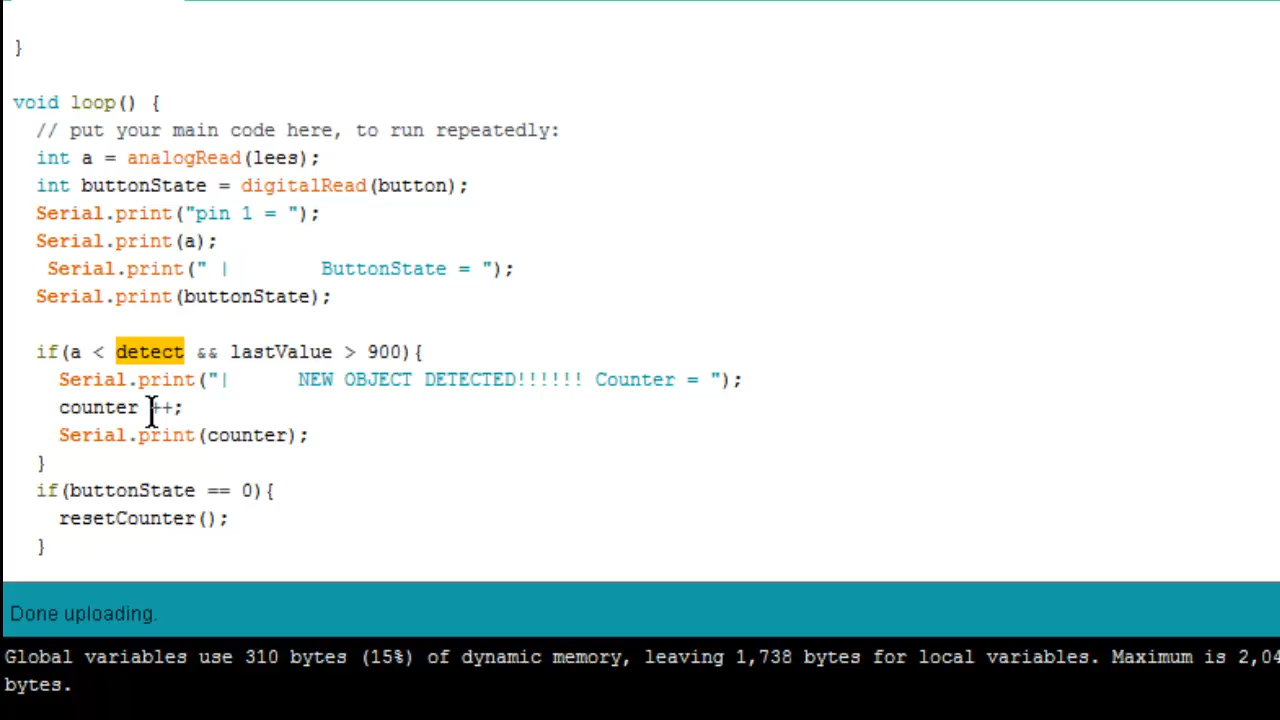 }
void loop() {
// put your main code here, to run repeatedly:
int a = analogRead(lees);
int buttonState = digitalRead(button);
Serial.print("pin 1 = ");
Serial.print(a);
Serial.print(" |        ButtonState = ");
Serial.print(buttonState);
if(a < detect && lastValue > 900){
Serial.print("|      NEW OBJECT DETECTED!!!!!! Counter = ");
counter ++;
Serial.print(counter);
}
if(buttonState == 0){
resetCounter();
}
Done uploading.
Global variables use 310 bytes (15%) of dynamic memory, leaving 1,738 bytes for local variables. Maximum is 2,04
bytes.